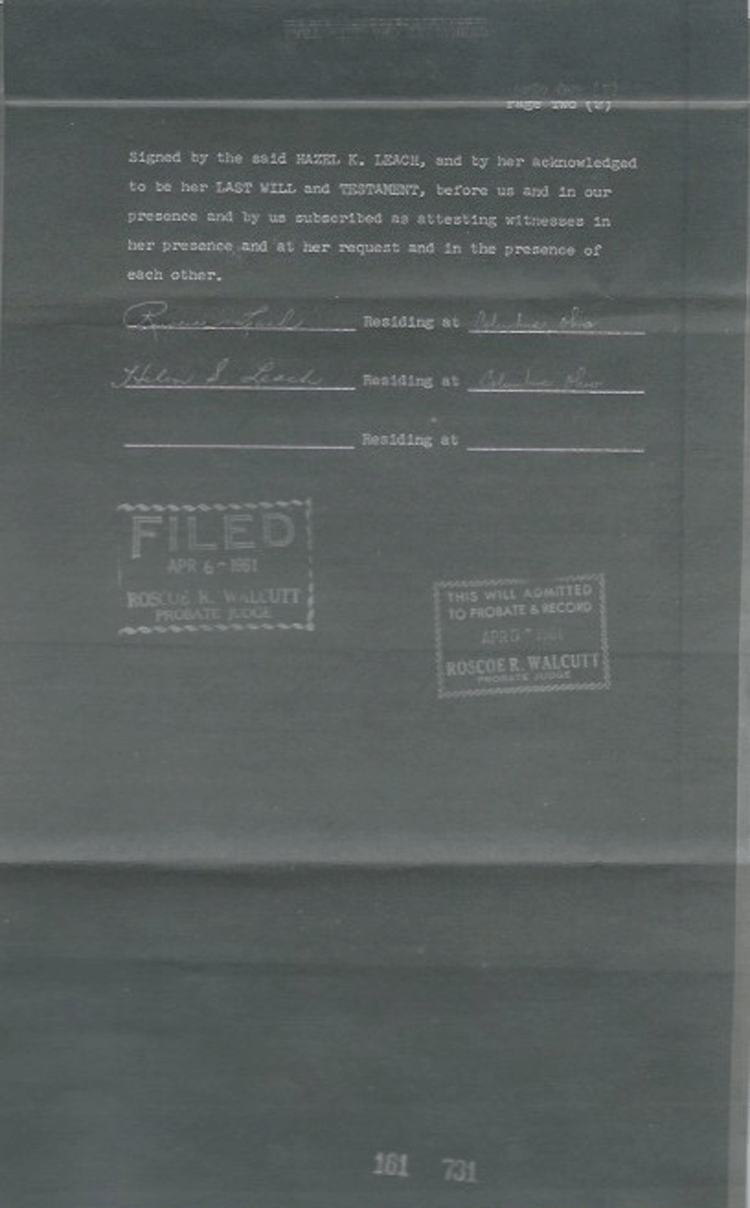 Page Two (2)
Signed by the said HAZEL K. LEACH, and by her acknowledged
to be her LAST WILL and TESTAMENT, before us and in our
presence and by us subscribed as attesting witnesses in
her presence and at her request and in the presence of
each other.
Leach Residing at Columbus, Ohio
Helen S. Leach Residing at Columbus Ohio
Residing at
FILED
APR 6 - 1961
ROSCOE R. WALCUTT
PROBATE JUDGE
THIS WILL ADMITTED
TO PROBATE & RECORD
APR 7 1961
ROSCOE R. WALCUTT
PROBATE JUDGE
161 731